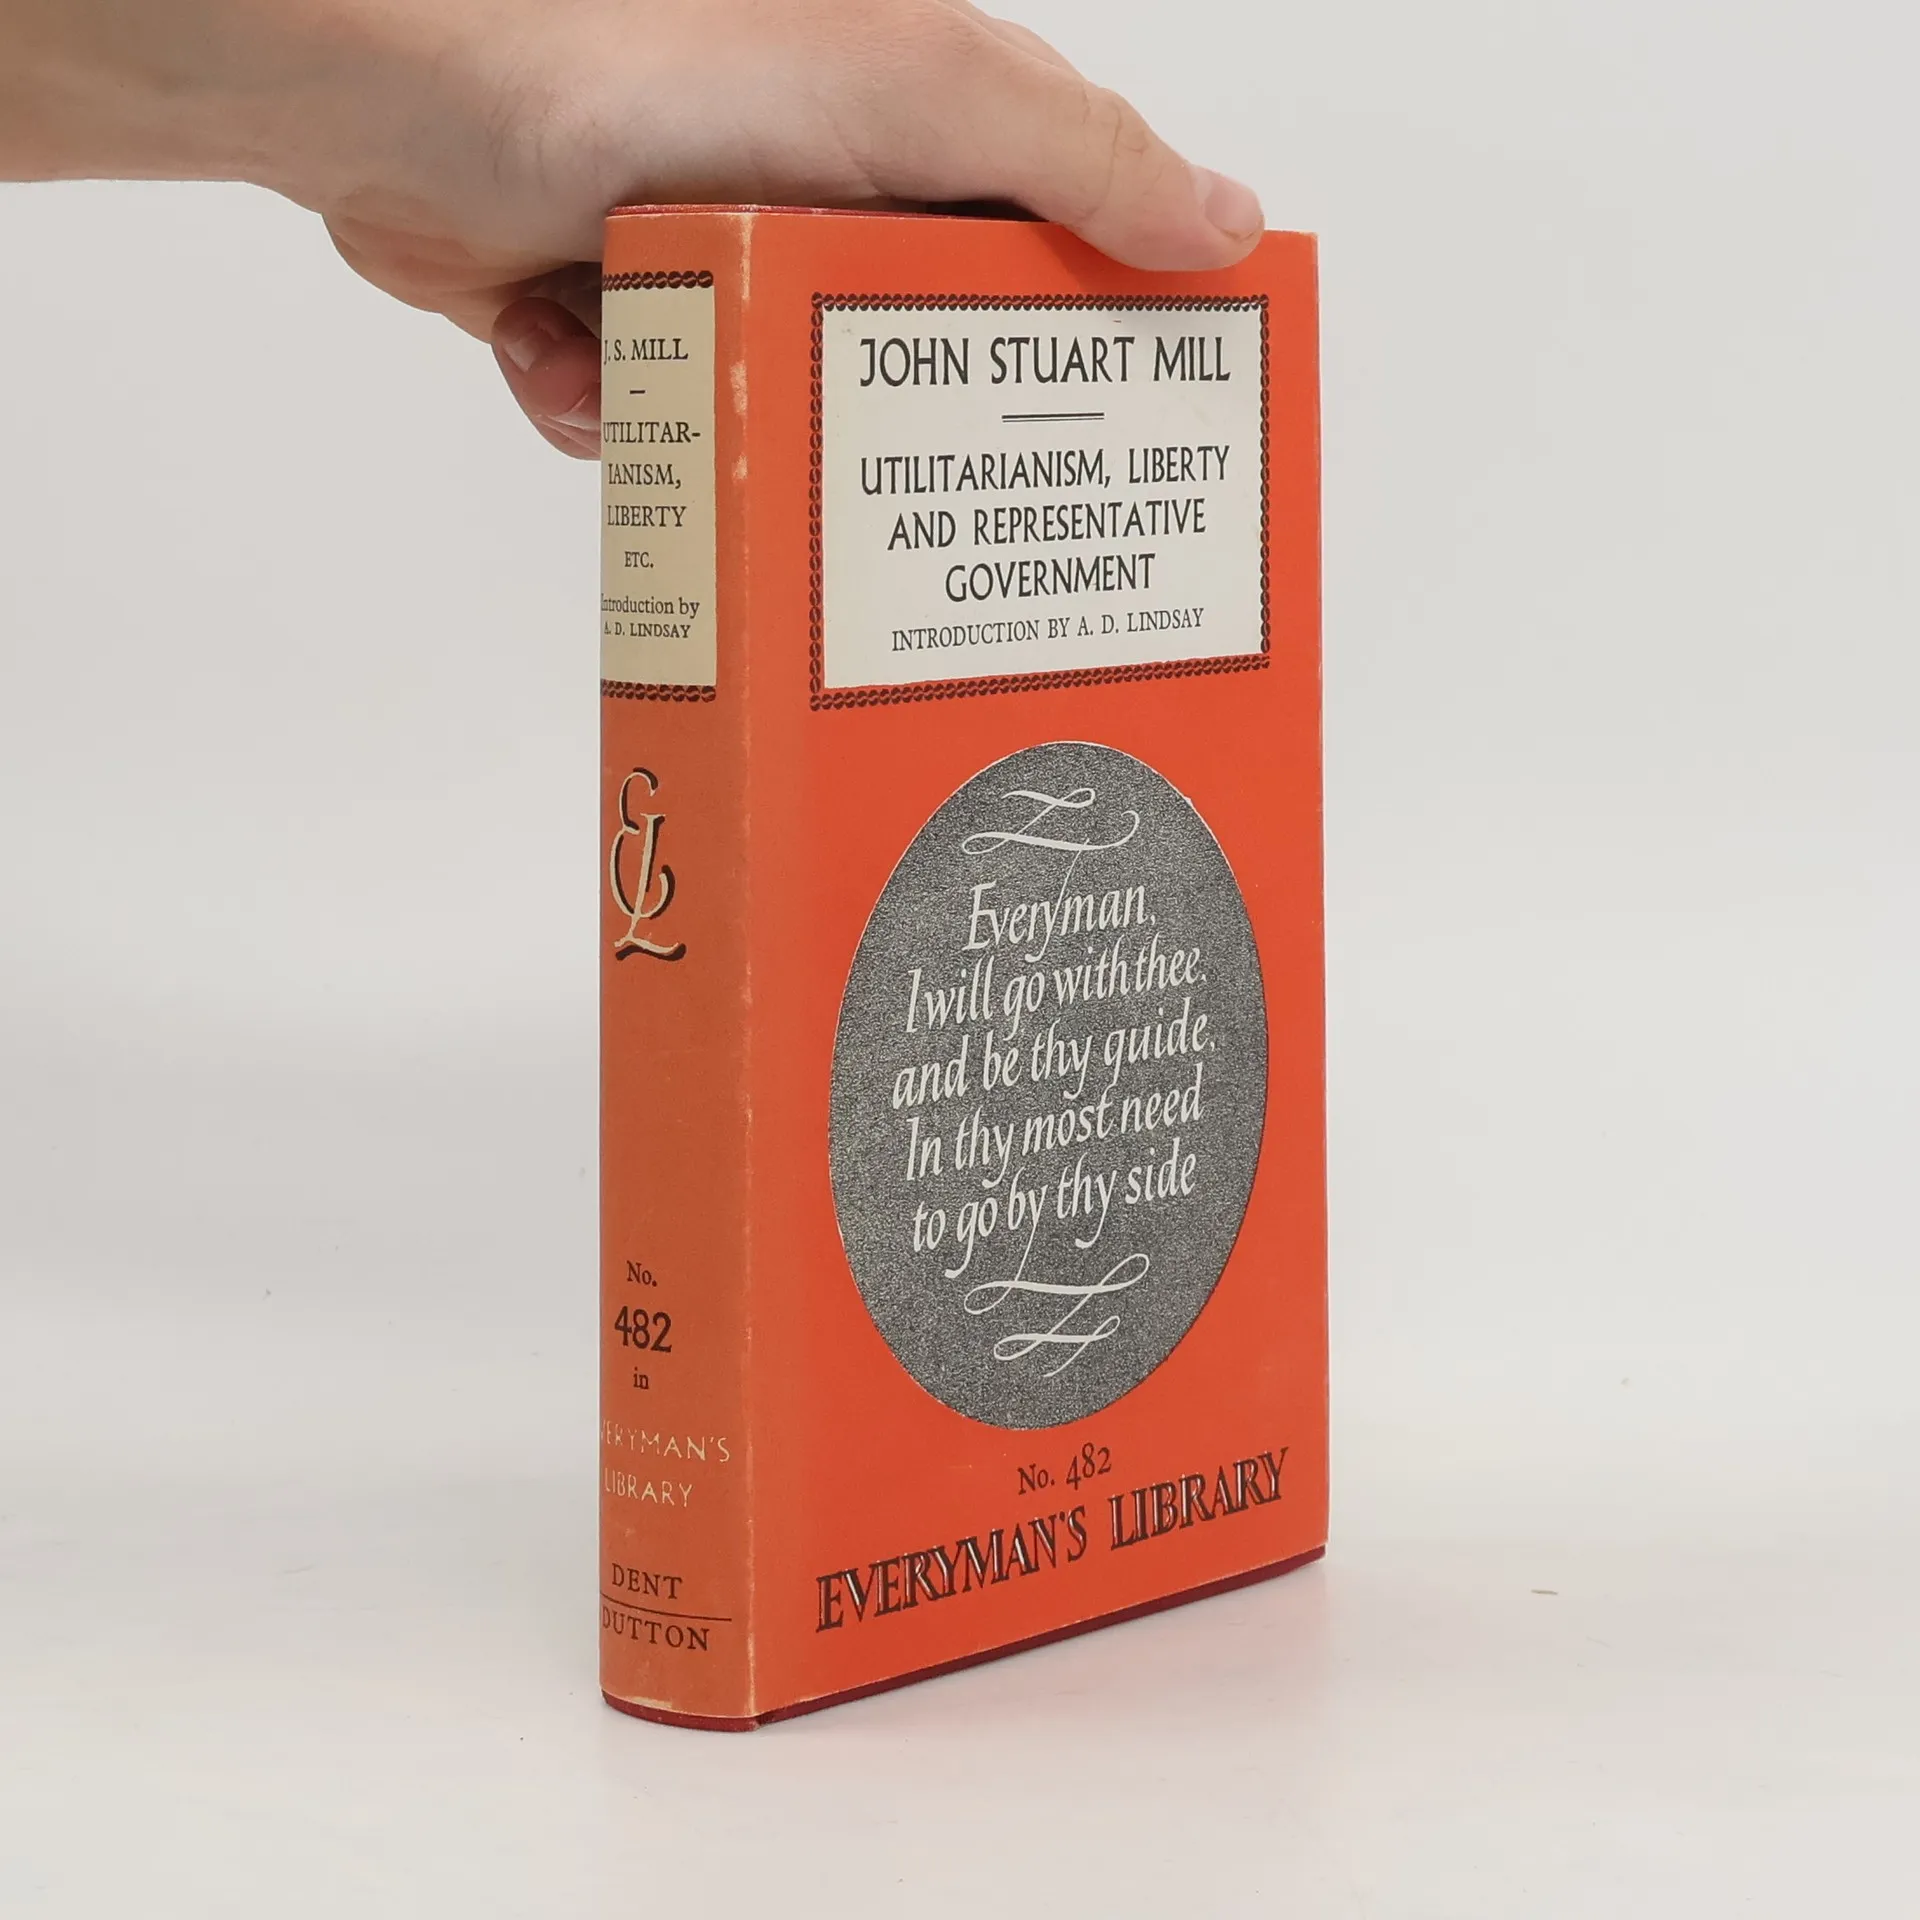 J. S. MILL
—
UTILITAR-
IANISM,
LIBERTY
ETC.
Introduction by
A. D. LINDSAY
EL
No.
482
in
EVERYMAN'S
LIBRARY
DENT
DUTTON
JOHN STUART MILL
UTILITARIANISM, LIBERTY
AND REPRESENTATIVE
GOVERNMENT
INTRODUCTION BY A. D. LINDSAY
Everyman,
I will go with thee,
and be thy guide,
In thy most need
to go by thy side
No. 482
EVERYMAN'S LIBRARY